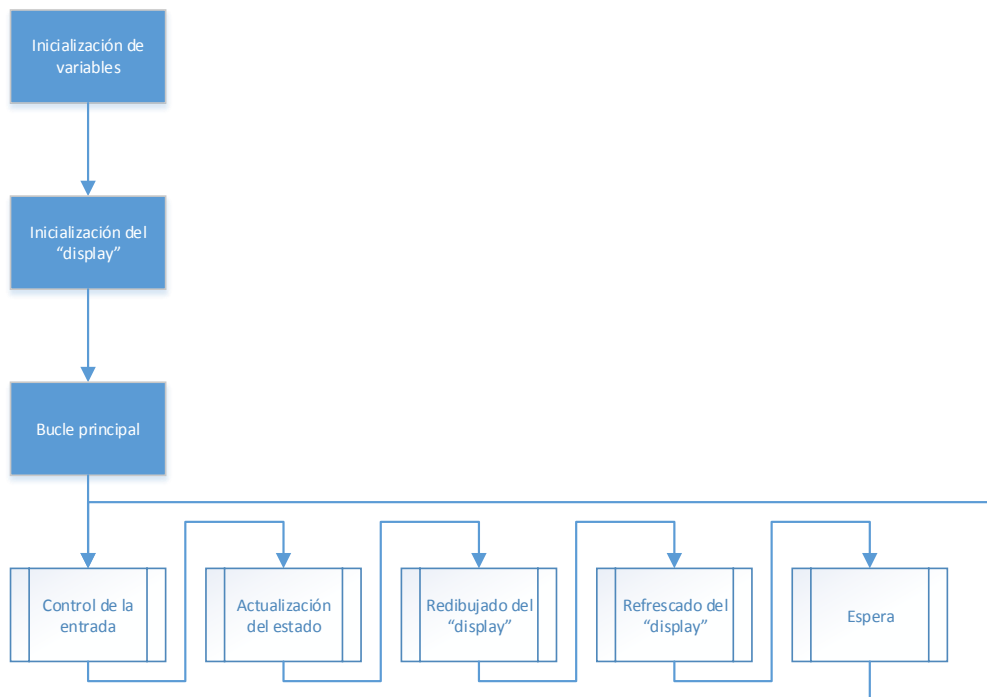 Inicialización de
variables
Inicialización del
“display”
Bucle principal
Control de la
entrada
Actualización
del estado
Redibujado del
“display”
Refrescado del
“display”
Espera